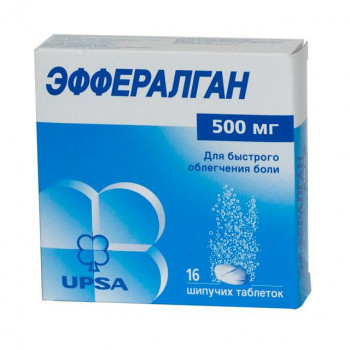 ЭФФЕРАЛГАН
500 мг
Для быстрого
облегчения боли
UPSA
16
шипучих таблеток